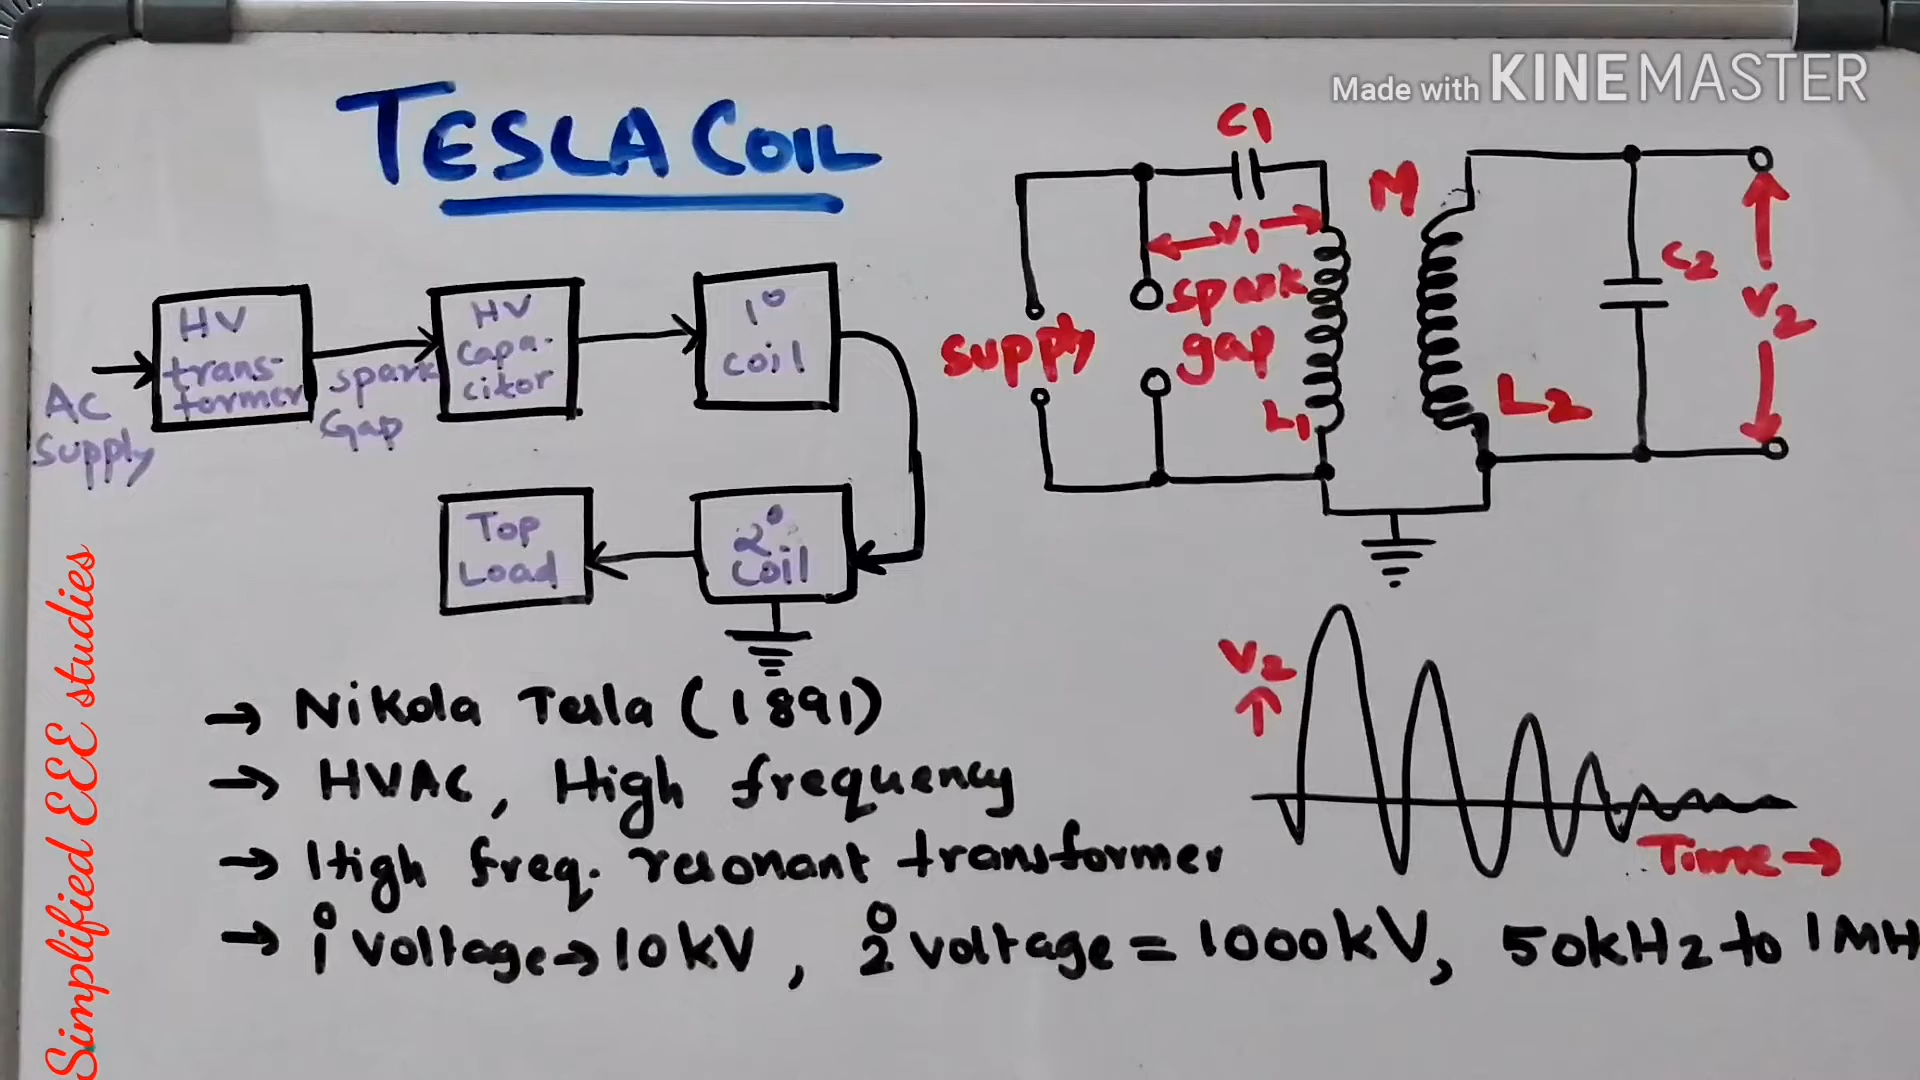 Made with KINEMASTER
TESLA COIL
AC
Supply
HV
trans-
former
spark
Gap
HV
capa-
citor
1° 
coil
2°
coil
Top
Load
C1
V1
M
Supply
spark
gap
L1
L2
C2
V2
V2
Time →
→ Nikola Tesla (1891)
→ HVAC, High frequency
→ High freq. resonant transformer
→ 1° voltage → 10kV, 2° voltage = 1000kV, 50kHz to 1MH
Simplified EEE studies